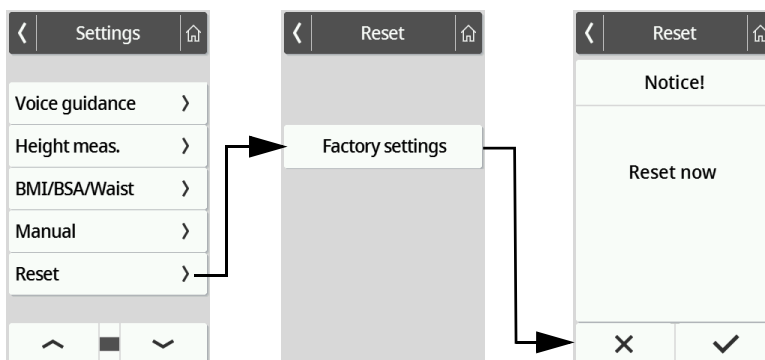 Settings
Voice guidance
Height meas.
BMI/BSA/Waist
Manual
Reset
Reset
Factory settings
Reset
Notice!
Reset now